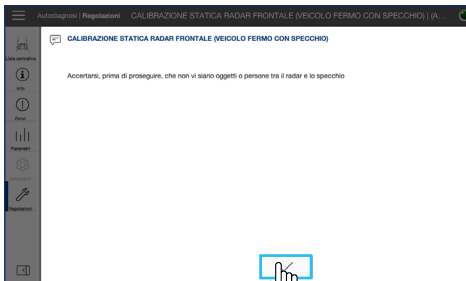 Autodiagnosi | Regolazioni CALIBRAZIONE STATICA RADAR FRONTALE (VEICOLO FERMO CON SPECCHIO) | (A...
CALIBRAZIONE STATICA RADAR FRONTALE (VEICOLO FERMO CON SPECCHIO)
Accertarsi, prima di proseguire, che non vi siano oggetti o persone tra il radar e lo specchio
Info
Errori
Parametri
Attivazioni
Regolazioni